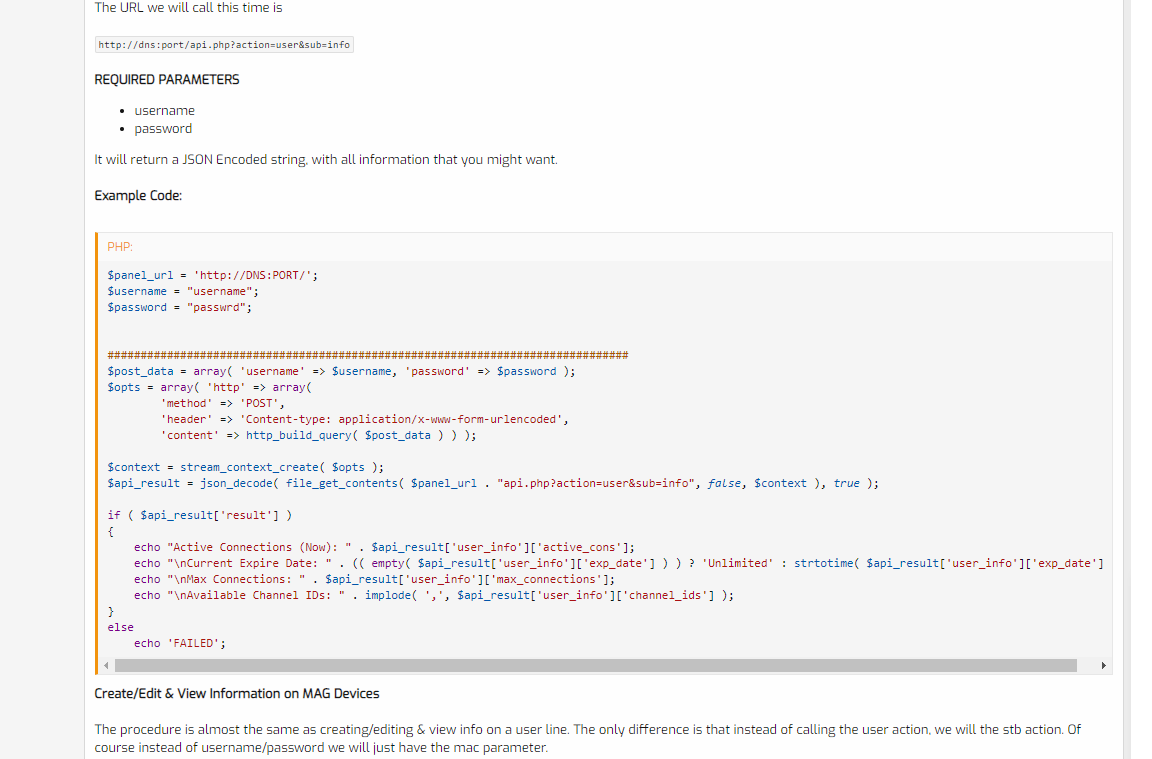 The URL we will call this time is
http://dns:port/api.php?action=user&sub=info
REQUIRED PARAMETERS
• username
• password
It will return a JSON Encoded string, with all information that you might want.
Example Code:
PHP:
$panel_url = 'http://DNS:PORT/';
$username = "username";
$password = "passwrd";
###############################################################################
$post_data = array( 'username' => $username, 'password' => $password );
$opts = array( 'http' => array(
        'method' => 'POST',
        'header' => 'Content-type: application/x-www-form-urlencoded',
        'content' => http_build_query( $post_data ) ) );
$context = stream_context_create( $opts );
$api_result = json_decode( file_get_contents( $panel_url . "api.php?action=user&sub=info", false, $context ), true );
if ( $api_result['result'] )
{
    echo "Active Connections (Now): " . $api_result['user_info']['active_cons'];
    echo "\nCurrent Expire Date: " . (( empty( $api_result['user_info']['exp_date'] ) ) ? 'Unlimited' : strtotime( $api_result['user_info']['exp_date']
    echo "\nMax Connections: " . $api_result['user_info']['max_connections'];
    echo "\nAvailable Channel IDs: " . implode( ',', $api_result['user_info']['channel_ids'] );
}
else
    echo 'FAILED';
Create/Edit & View Information on MAG Devices
The procedure is almost the same as creating/editing & view info on a user line. The only difference is that instead of calling the user action, we will the stb action. Of
course instead of username/password we will just have the mac parameter.